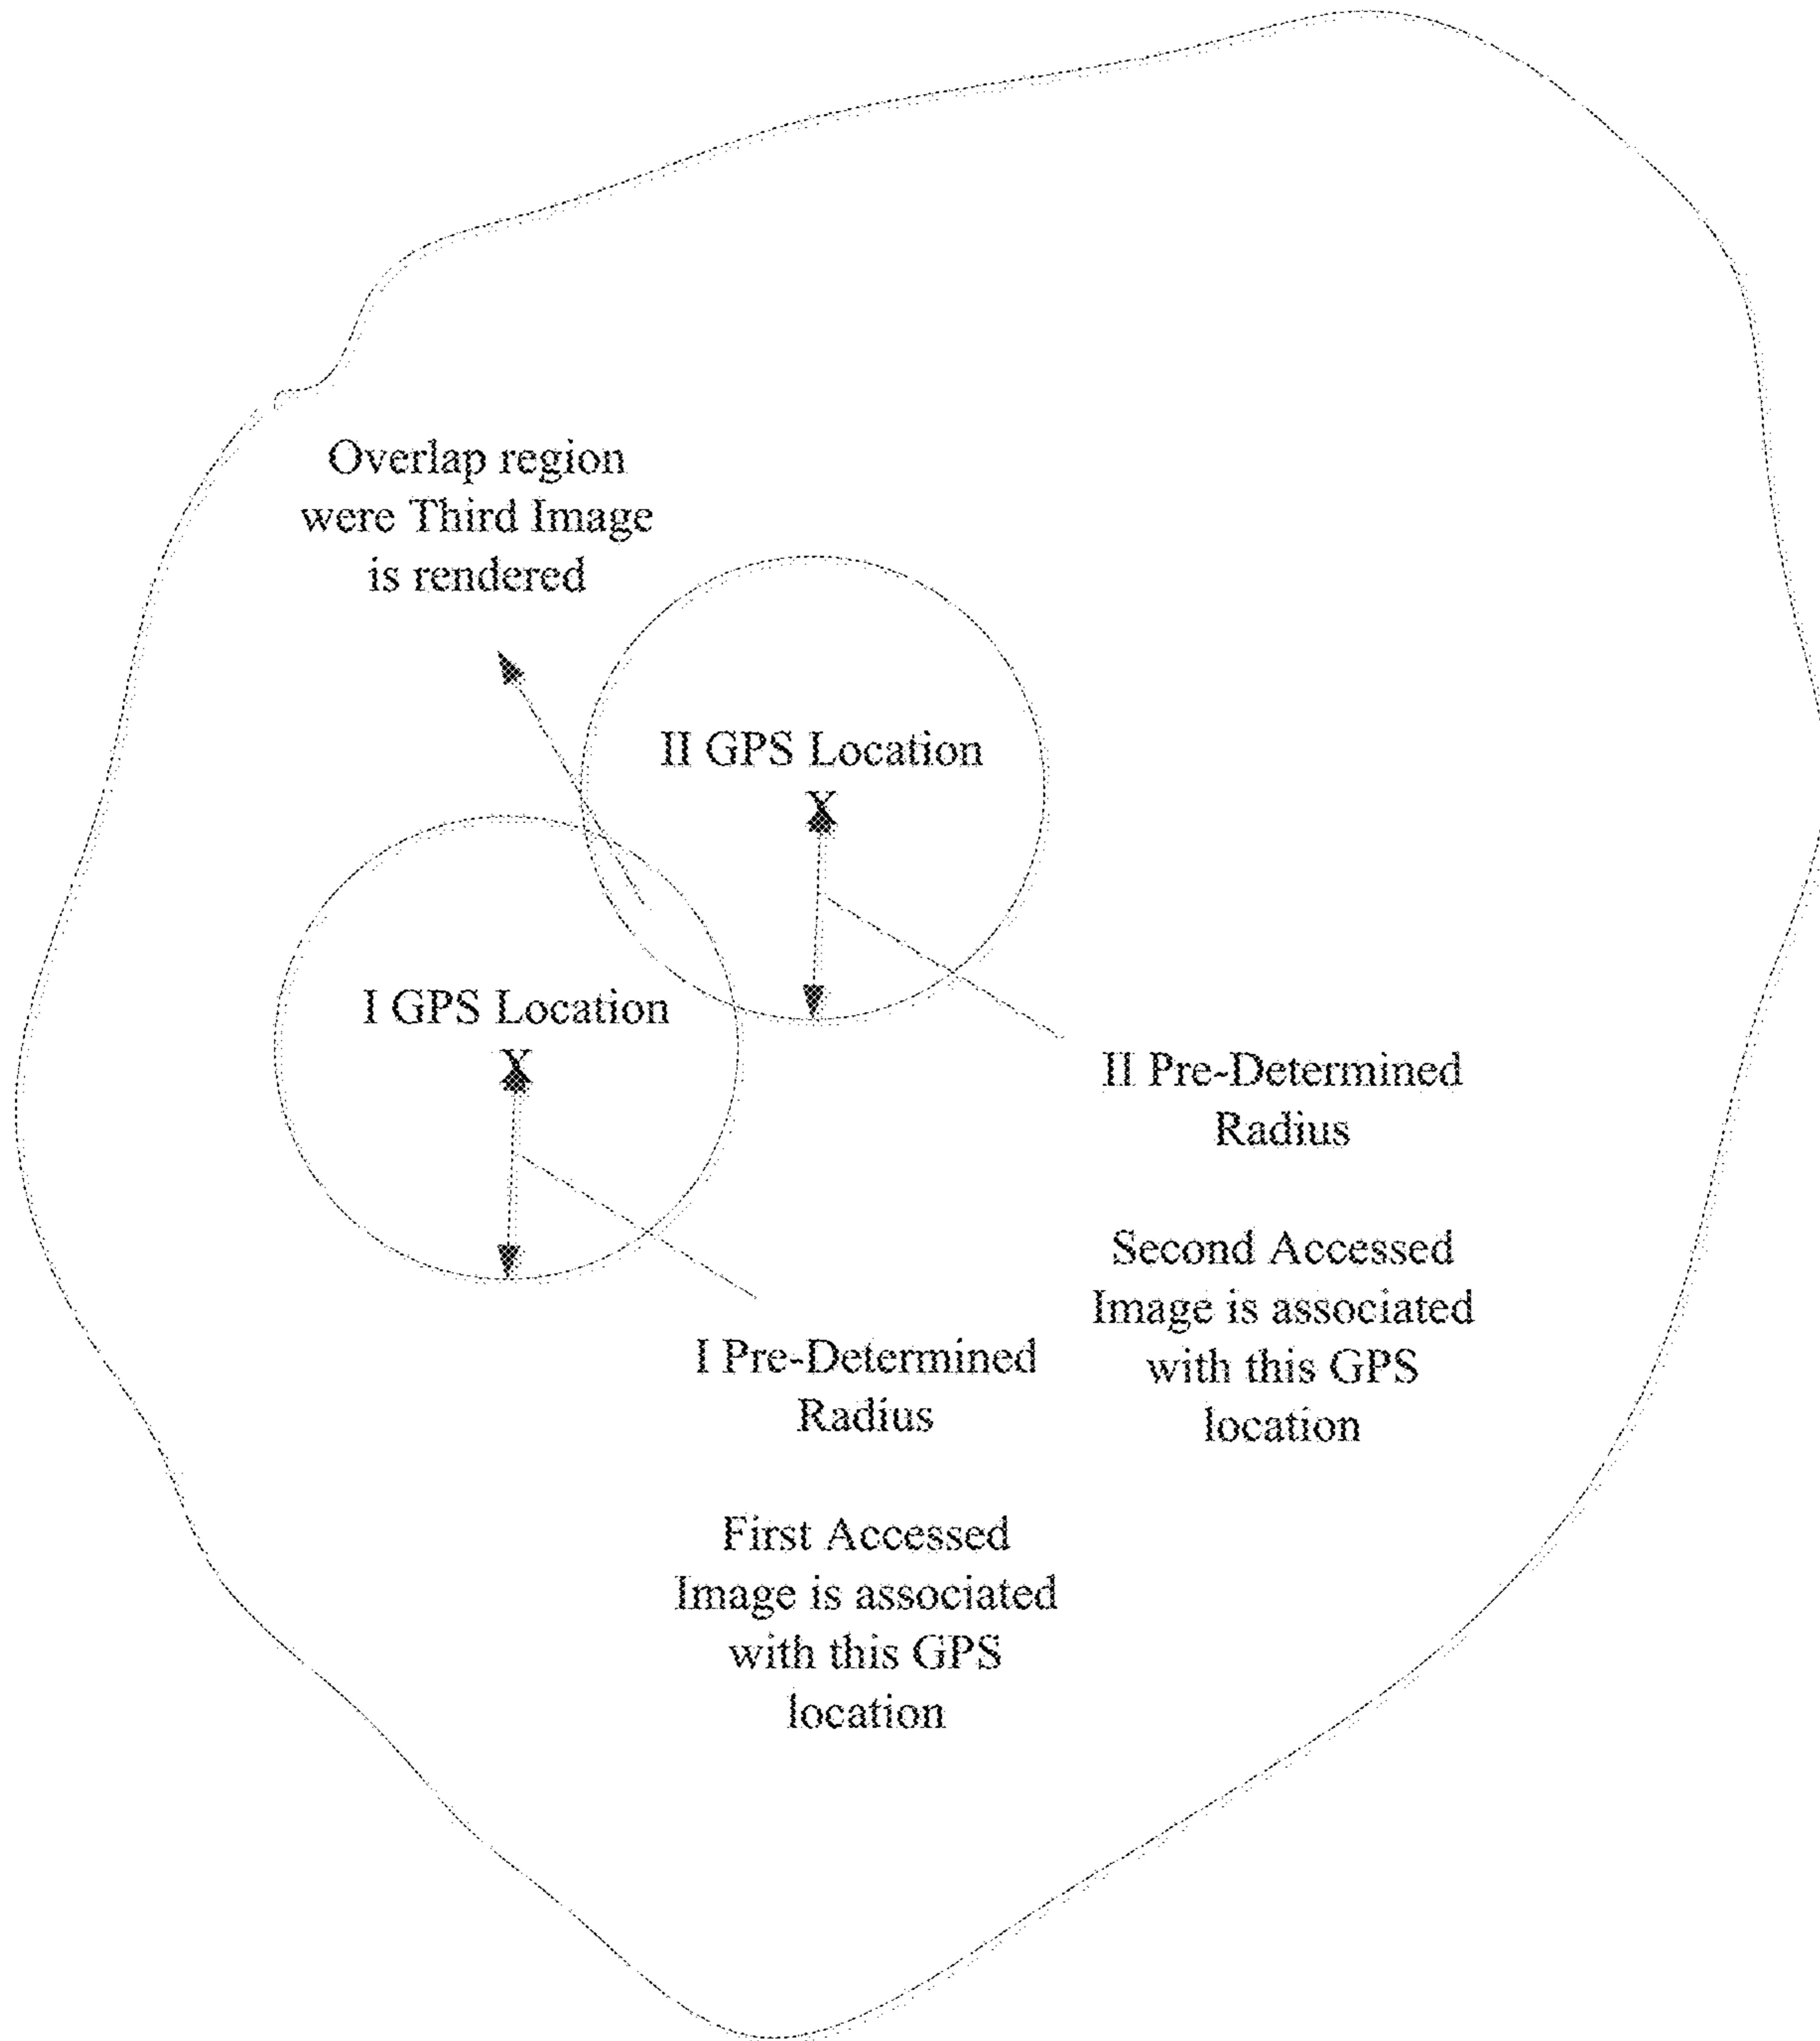 Overlap region
were Third Image
is rendered
II GPS Location
X
I GPS Location
X
II Pre-Determined
Radius
Second Accessed
Image is associated
with this GPS
location
I Pre-Determined
Radius
First Accessed
Image is associated
with this GPS
location